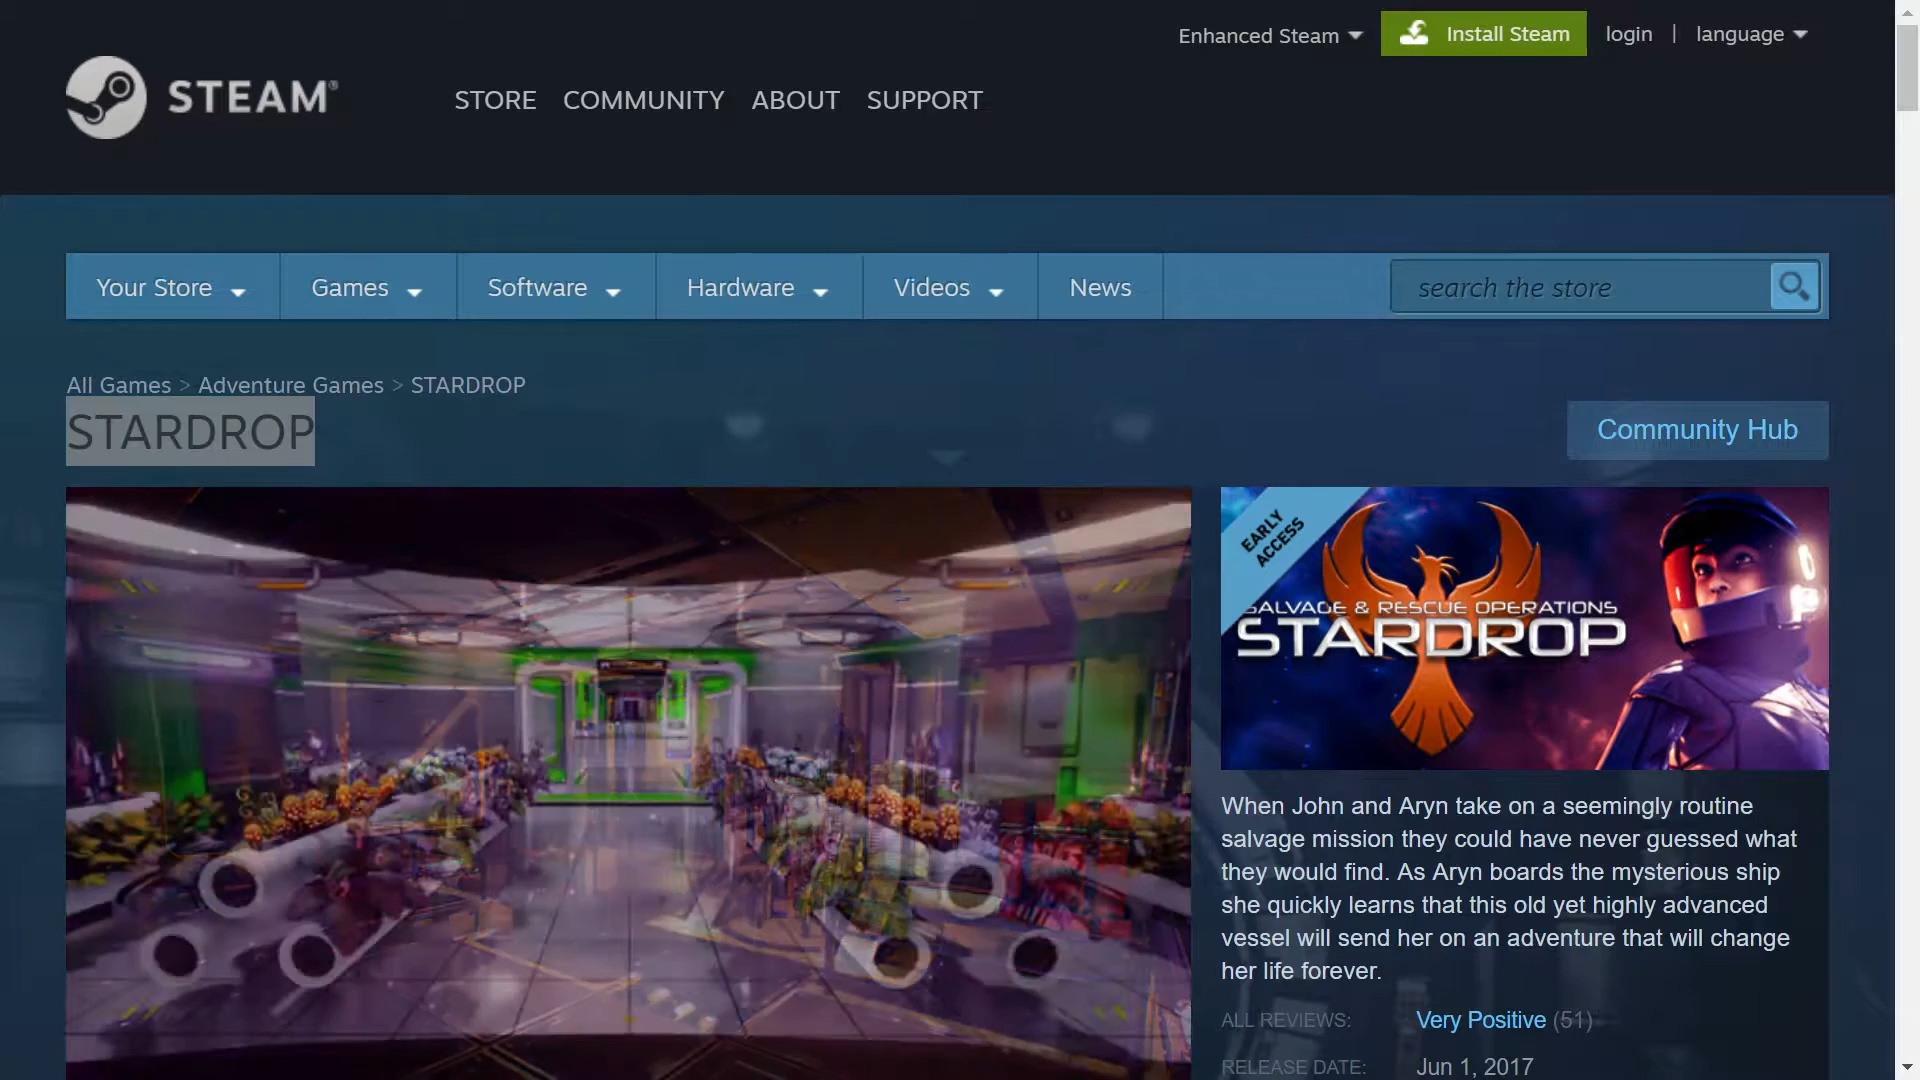 Enhanced Steam
Install Steam
login | language
STEAM®
STORE COMMUNITY ABOUT SUPPORT
Your Store Games Software Hardware Videos News
search the store
All Games > Adventure Games > STARDROP
STARDROP
Community Hub
EARLY
ACCESS
SALVAGE & RESCUE OPERATIONS
STARDROP
When John and Aryn take on a seemingly routine
salvage mission they could have never guessed what
they would find. As Aryn boards the mysterious ship
she quickly learns that this old yet highly advanced
vessel will send her on an adventure that will change
her life forever.
ALL REVIEWS: Very Positive (51)
RELEASE DATE: Jun 1, 2017